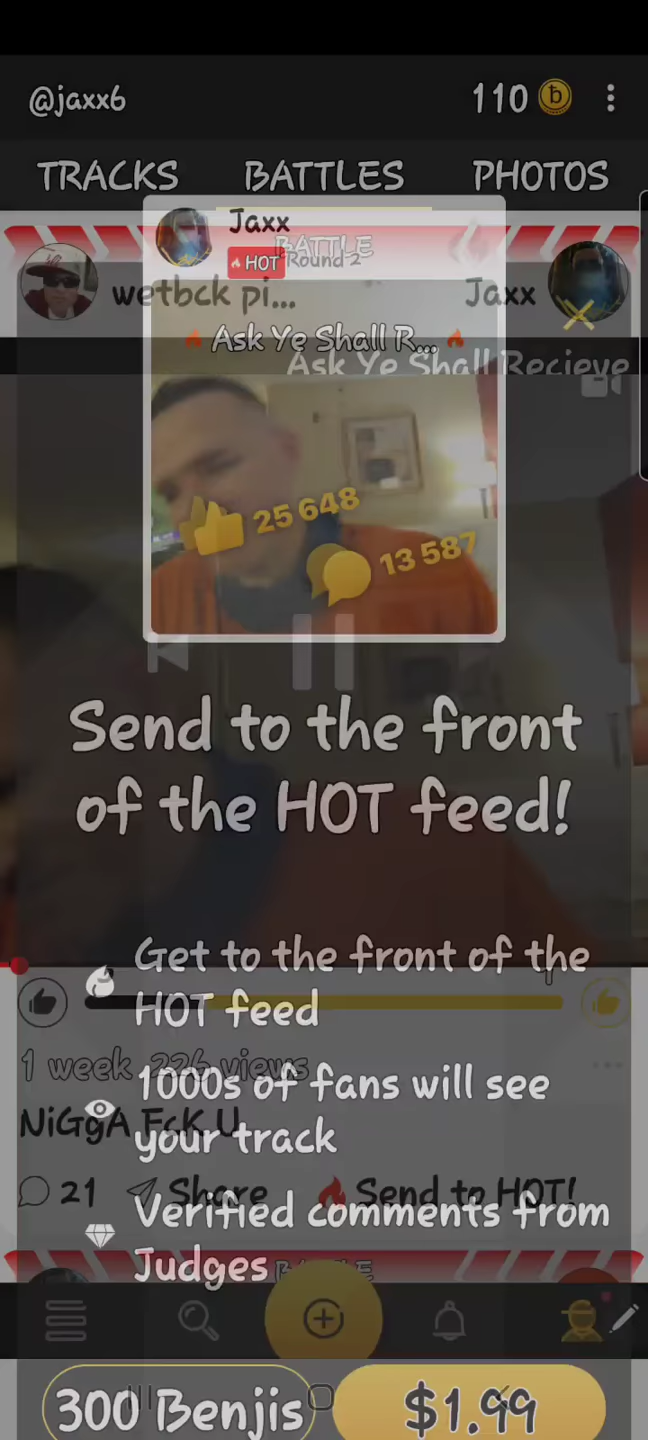 @jaxx6
110
TRACKS BATTLES PHOTOS
Jaxx
BATTLE
HOT Round 2
wetbck pi... Jaxx
Ask Ye Shall R...
Ask Ye Shall Recieve
25 648
13 587
Send to the front
of the HOT feed!
Get to the front of the
HOT feed
1 week 226 views
1000s of fans will see
your track
NiGgA FcK U
21 Share Send to HOT!
Verified comments from
Judges
BATTLE
300 Benjis $1.99